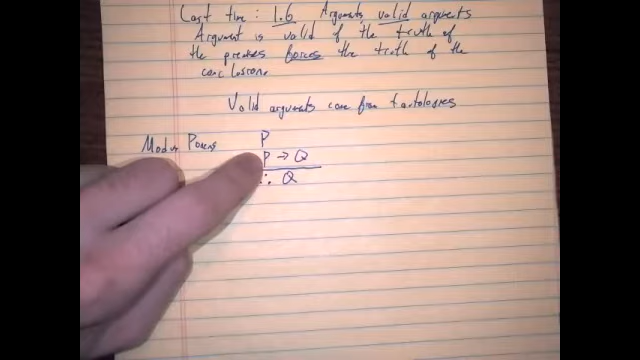 Last time: 1.6 Arguments, valid arguments
Argument is valid if the truth of
the premises forces the truth of the
conclusion.
Valid arguments come from tautologies
Modus Ponens P
P → Q
∴ Q